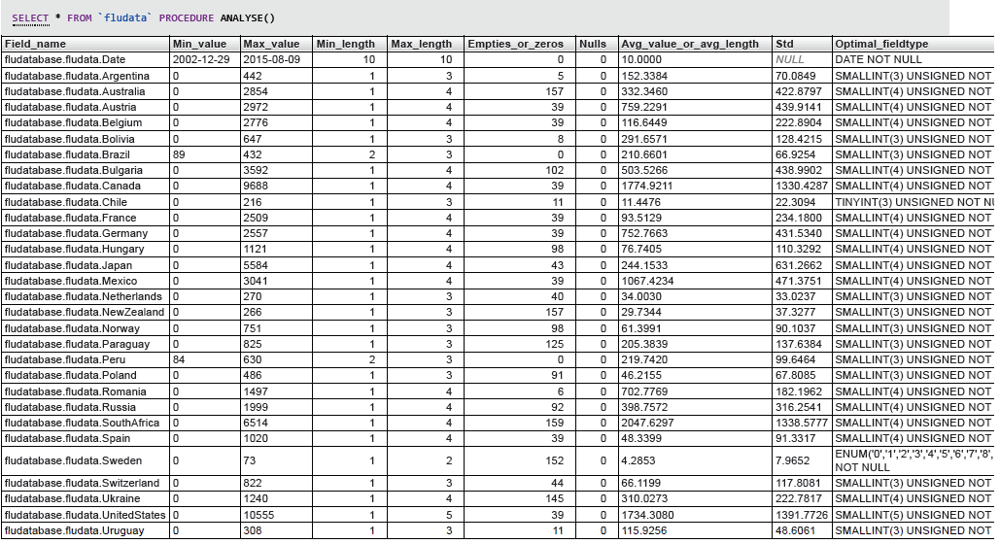 SELECT * FROM `fludata` PROCEDURE ANALYSE()
Field_name Min_value Max_value Min_length Max_length Empties_or_zeros Nulls Avg_value_or_avg_length Std Optimal_fieldtype
fludatabase.fludata.Date 2002-12-29 2015-08-09 10 10 0 0 10.0000 NULL DATE NOT NULL
fludatabase.fludata.Argentina 0 442 1 3 5 0 152.3384 70.0849 SMALLINT(3) UNSIGNED NOT
fludatabase.fludata.Australia 0 2854 1 4 157 0 332.3460 422.8797 SMALLINT(4) UNSIGNED NOT
fludatabase.fludata.Austria 0 2972 1 4 39 0 759.2291 439.9141 SMALLINT(4) UNSIGNED NOT
fludatabase.fludata.Belgium 0 2776 1 4 39 0 116.6449 222.8904 SMALLINT(4) UNSIGNED NOT
fludatabase.fludata.Bolivia 0 647 1 3 8 0 291.6571 128.4215 SMALLINT(3) UNSIGNED NOT
fludatabase.fludata.Brazil 89 432 2 3 0 0 210.6601 66.9254 SMALLINT(3) UNSIGNED NOT
fludatabase.fludata.Bulgaria 0 3592 1 4 102 0 503.5266 438.9902 SMALLINT(4) UNSIGNED NOT
fludatabase.fludata.Canada 0 9688 1 4 39 0 1774.9211 1330.4287 SMALLINT(4) UNSIGNED NOT
fludatabase.fludata.Chile 0 216 1 3 11 0 11.4476 22.3094 TINYINT(3) UNSIGNED NOT NU
fludatabase.fludata.France 0 2509 1 4 39 0 93.5129 234.1800 SMALLINT(4) UNSIGNED NOT
fludatabase.fludata.Germany 0 2557 1 4 39 0 752.7663 431.5340 SMALLINT(4) UNSIGNED NOT
fludatabase.fludata.Hungary 0 1121 1 4 98 0 76.7405 110.3292 SMALLINT(4) UNSIGNED NOT
fludatabase.fludata.Japan 0 5584 1 4 43 0 244.1533 631.2662 SMALLINT(4) UNSIGNED NOT
fludatabase.fludata.Mexico 0 3041 1 4 39 0 1067.4234 471.3751 SMALLINT(4) UNSIGNED NOT
fludatabase.fludata.Netherlands 0 270 1 3 40 0 34.0030 33.0237 SMALLINT(3) UNSIGNED NOT
fludatabase.fludata.NewZealand 0 266 1 3 157 0 29.7344 37.3277 SMALLINT(3) UNSIGNED NOT
fludatabase.fludata.Norway 0 751 1 3 98 0 61.3991 90.1037 SMALLINT(3) UNSIGNED NOT
fludatabase.fludata.Paraguay 0 825 1 3 125 0 205.3839 137.6384 SMALLINT(3) UNSIGNED NOT
fludatabase.fludata.Peru 84 630 2 3 0 0 219.7420 99.6464 SMALLINT(3) UNSIGNED NOT
fludatabase.fludata.Poland 0 486 1 3 91 0 46.2155 67.8085 SMALLINT(3) UNSIGNED NOT
fludatabase.fludata.Romania 0 1497 1 4 6 0 702.7769 182.1962 SMALLINT(4) UNSIGNED NOT
fludatabase.fludata.Russia 0 1999 1 4 92 0 398.7572 316.2541 SMALLINT(4) UNSIGNED NOT
fludatabase.fludata.SouthAfrica 0 6514 1 4 159 0 2047.6297 1338.5777 SMALLINT(4) UNSIGNED NOT
fludatabase.fludata.Spain 0 1020 1 4 39 0 48.3399 91.3317 SMALLINT(4) UNSIGNED NOT
fludatabase.fludata.Sweden 0 73 1 2 152 0 4.2853 7.9652 ENUM('0','1','2','3','4','5','6','7','8',
NOT NULL
fludatabase.fludata.Switzerland 0 822 1 3 44 0 66.1199 117.8081 SMALLINT(3) UNSIGNED NOT
fludatabase.fludata.Ukraine 0 1240 1 4 145 0 310.0273 222.7817 SMALLINT(4) UNSIGNED NOT
fludatabase.fludata.UnitedStates 0 10555 1 5 39 0 1734.3080 1391.7726 SMALLINT(5) UNSIGNED NOT
fludatabase.fludata.Uruguay 0 308 1 3 11 0 115.9256 48.6061 SMALLINT(3) UNSIGNED NOT